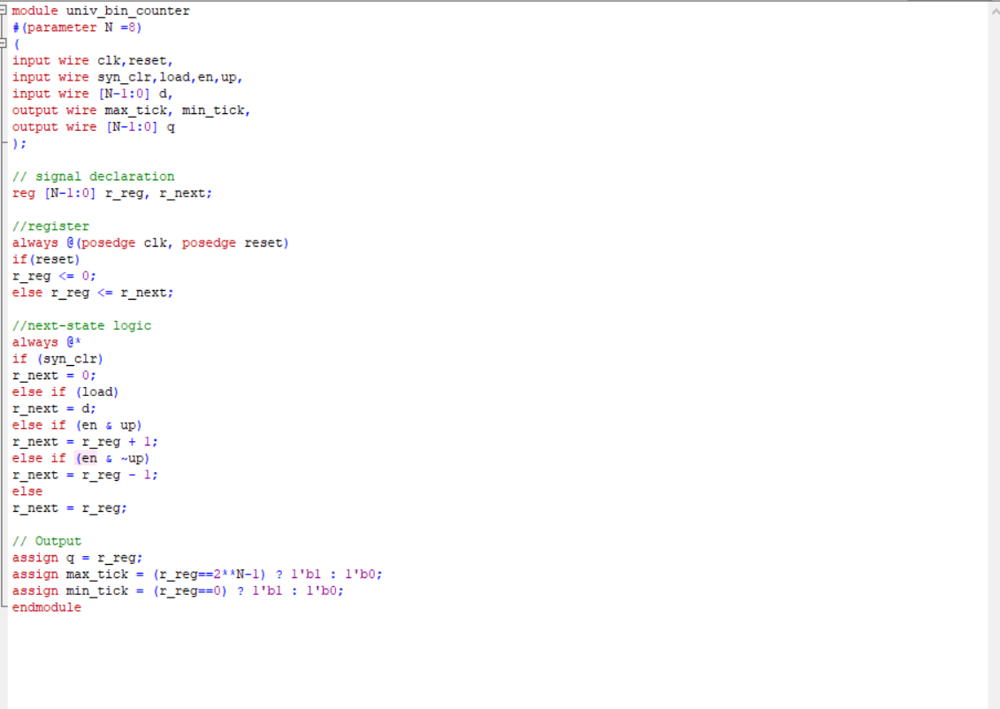 module univ_bin_counter
#(parameter N =8)
(
input wire clk,reset,
input wire syn_clr,load,en,up,
input wire [N-1:0] d,
output wire max_tick, min_tick,
output wire [N-1:0] q
);
// signal declaration
reg [N-1:0] r_reg, r_next;
//register
always @(posedge clk, posedge reset)
if(reset)
r_reg <= 0;
else r_reg <= r_next;
//next-state logic
always @*
if (syn_clr)
r_next = 0;
else if (load)
r_next = d;
else if (en & up)
r_next = r_reg + 1;
else if (en & ~up)
r_next = r_reg - 1;
else
r_next = r_reg;
// Output
assign q = r_reg;
assign max_tick = (r_reg==2**N-1) ? 1'b1 : 1'b0;
assign min_tick = (r_reg==0) ? 1'b1 : 1'b0;
endmodule